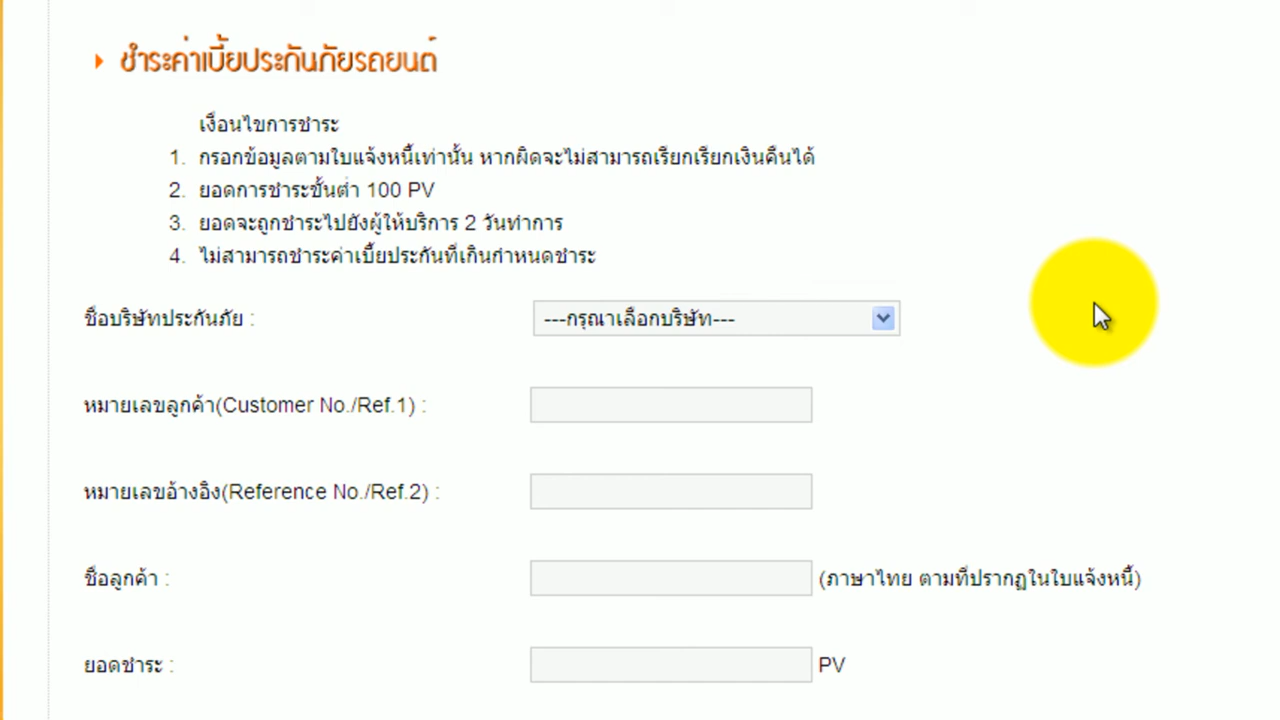 ชำระค่าเบี้ยประกันภัยรถยนต์
เงื่อนไขการชำระ
1. กรอกข้อมูลตามใบแจ้งหนี้เท่านั้น หากผิดจะไม่สามารถเรียกเรียกเงินคืนได้
2. ยอดการชำระขั้นต่ำ 100 PV
3. ยอดจะถูกชำระไปยังผู้ให้บริการ 2 วันทำการ
4. ไม่สามารถชำระค่าเบี้ยประกันที่เกินกำหนดชำระ
ชื่อบริษัทประกันภัย : ---กรุณาเลือกบริษัท---
หมายเลขลูกค้า(Customer No./Ref.1) :
หมายเลขอ้างอิง(Reference No./Ref.2) :
ชื่อลูกค้า : (ภาษาไทย ตามที่ปรากฏในใบแจ้งหนี้)
ยอดชำระ : PV